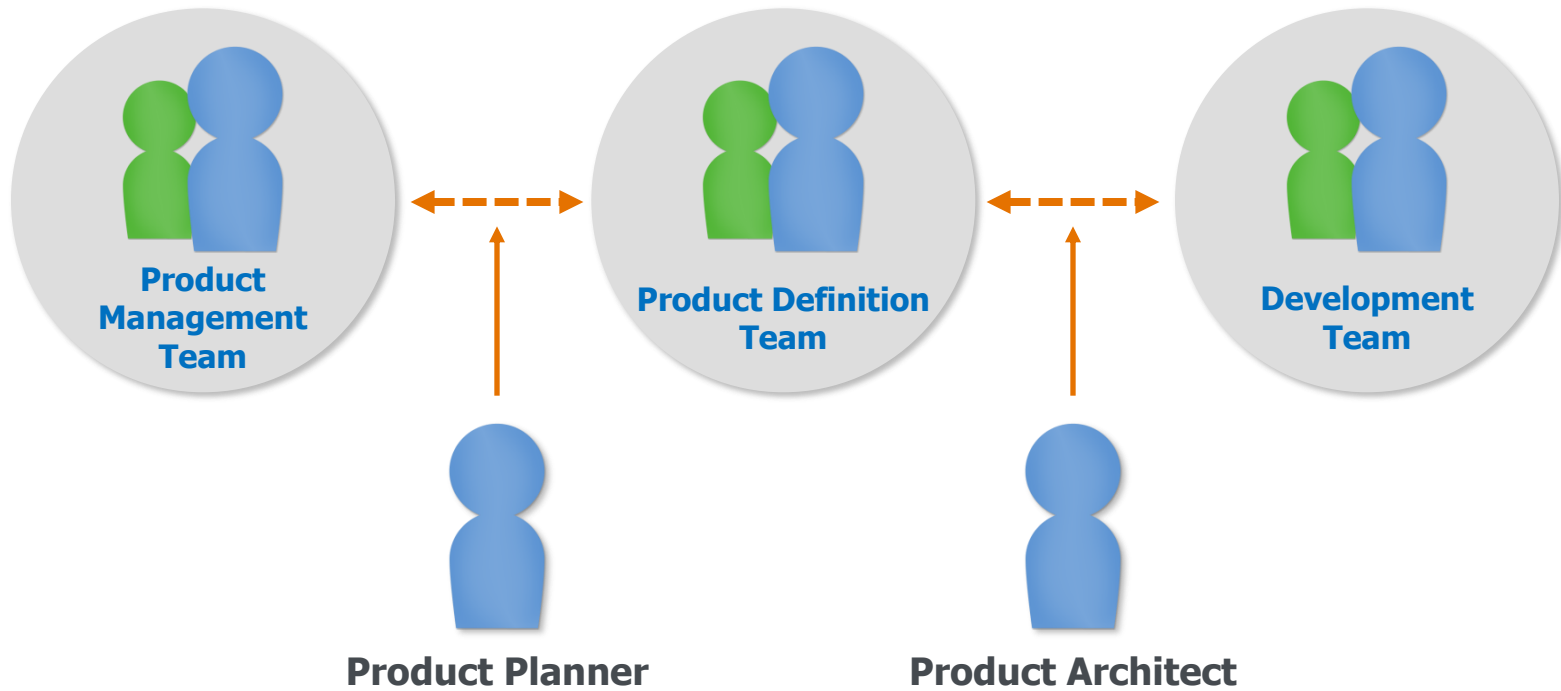 Product
Management
Team
Product Definition
Team
Development
Team
Product Planner
Product Architect